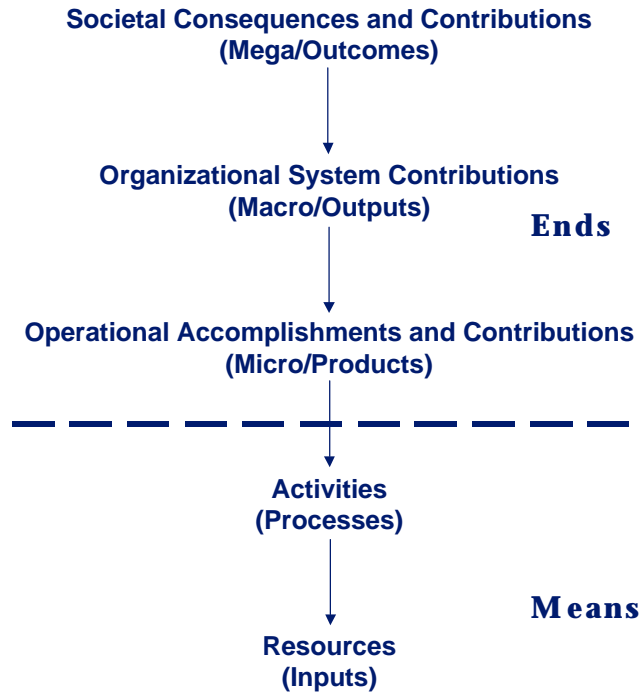 Societal Consequences and Contributions
(Mega/Outcomes)
Organizational System Contributions
(Macro/Outputs)
Ends
Operational Accomplishments and Contributions
(Micro/Products)
Activities
(Processes)
Means
Resources
(Inputs)